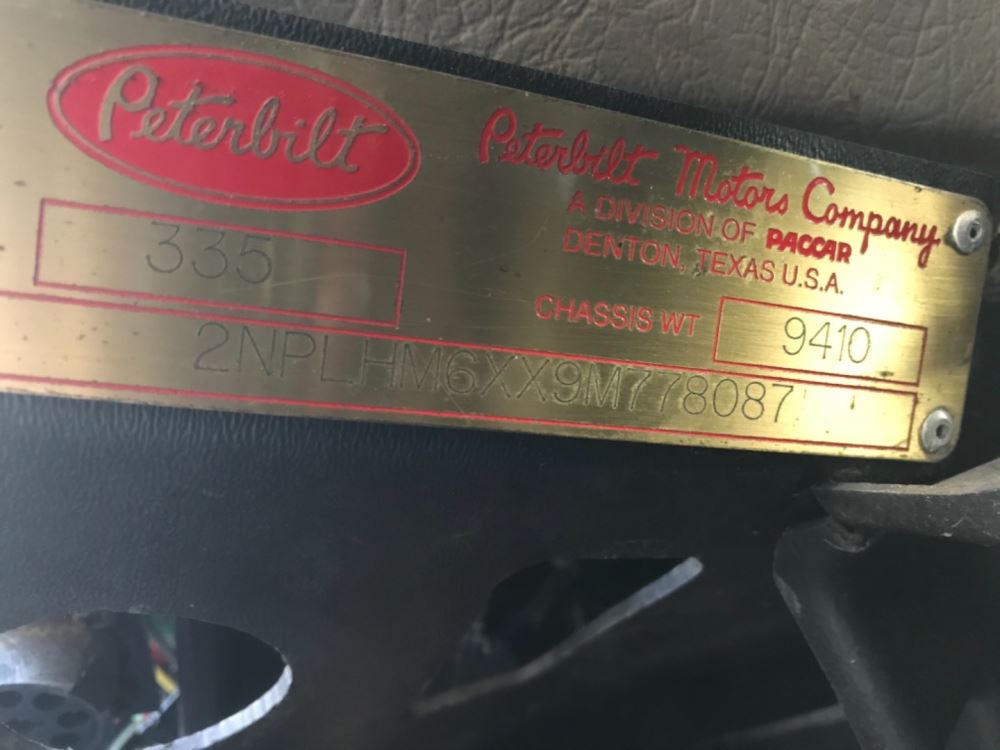 Peterbilt
Peterbilt Motors Company
A DIVISION OF PACCAR
DENTON, TEXAS U.S.A.
335
CHASSIS WT 9410
2NPLHM6XX9M778087